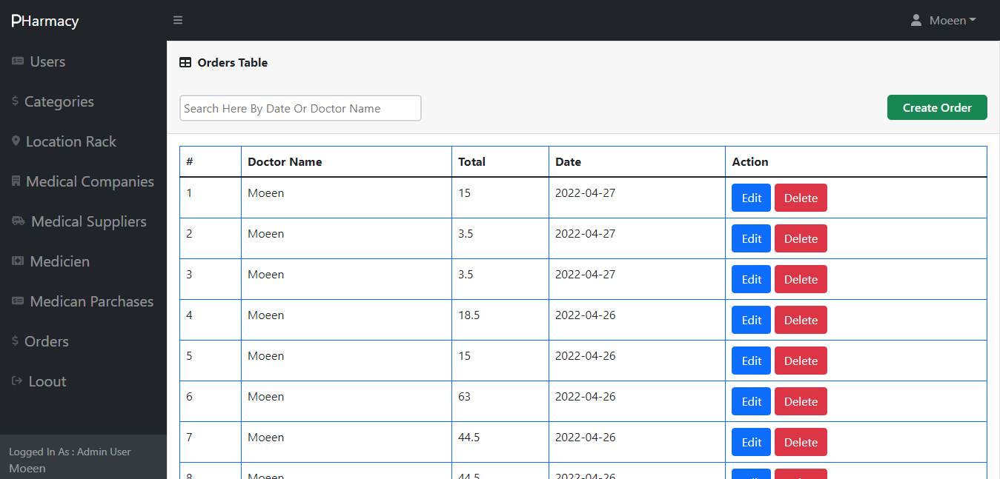 PHarmacy
Moeen
Users
Categories
Location Rack
Medical Companies
Medical Suppliers
Medicien
Medican Parchases
Orders
Loout
Logged In As : Admin User
Moeen
Orders Table
Search Here By Date Or Doctor Name
Create Order
# Doctor Name Total Date Action
1 Moeen 15 2022-04-27 Edit Delete
2 Moeen 3.5 2022-04-27 Edit Delete
3 Moeen 3.5 2022-04-27 Edit Delete
4 Moeen 18.5 2022-04-26 Edit Delete
5 Moeen 15 2022-04-26 Edit Delete
6 Moeen 63 2022-04-26 Edit Delete
7 Moeen 44.5 2022-04-26 Edit Delete
8 Moeen 44.5 2022-04-26